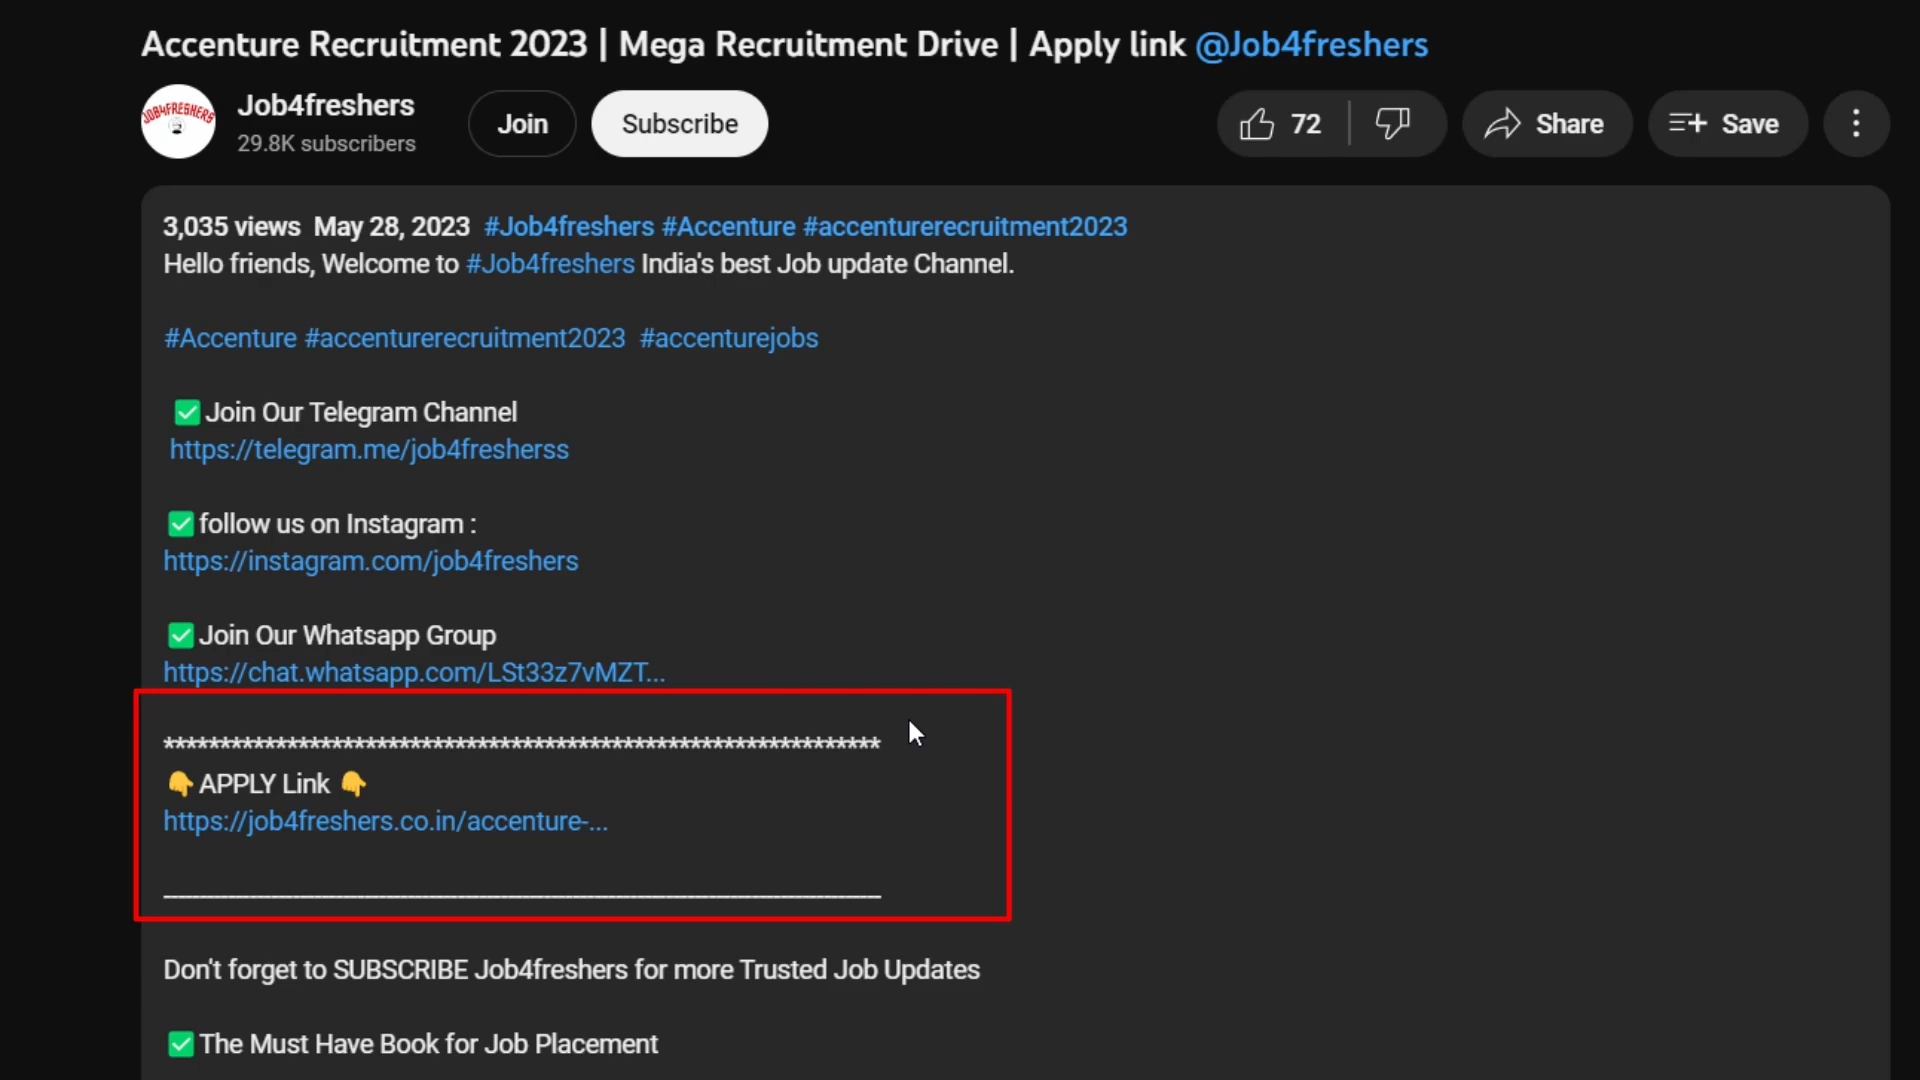 Accenture Recruitment 2023 | Mega Recruitment Drive | Apply link @Job4freshers
JOB4FRESHERS
Job4freshers
29.8K subscribers
Join
Subscribe
72
Share
Save
3,035 views May 28, 2023 #Job4freshers #Accenture #accenturerecruitment2023
Hello friends, Welcome to #Job4freshers India's best Job update Channel.
#Accenture #accenturerecruitment2023 #accenturejobs
✅Join Our Telegram Channel
https://telegram.me/job4fresherss
✅follow us on Instagram :
https://instagram.com/job4freshers
✅Join Our Whatsapp Group
https://chat.whatsapp.com/LSt33z7vMZT...
****************************************************************
👇APPLY Link 👇
https://job4freshers.co.in/accenture-...
Don't forget to SUBSCRIBE Job4freshers for more Trusted Job Updates
✅The Must Have Book for Job Placement